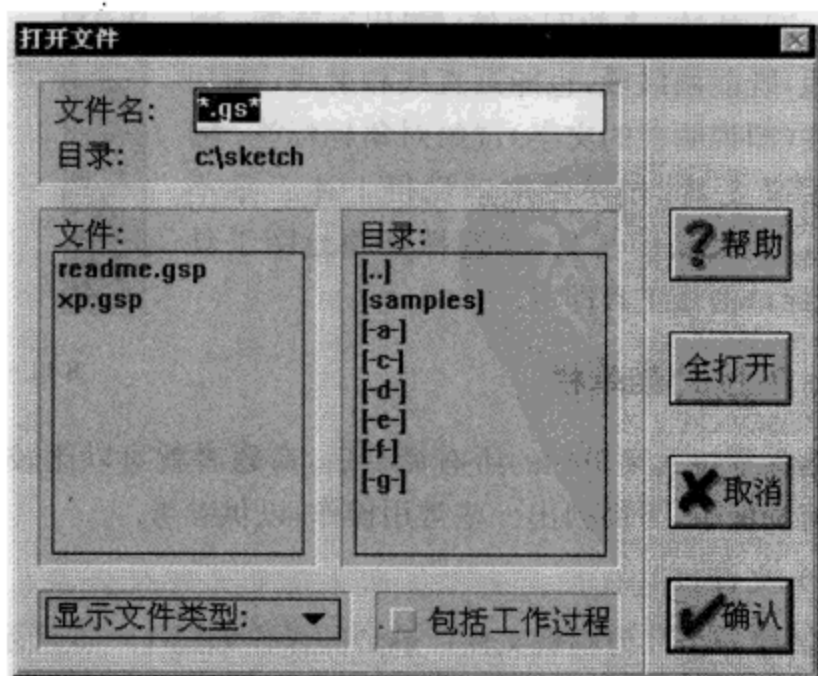 打开文件
文件名: *.gs*
目录: c:\sketch
文件:
readme.gsp
xp.gsp
目录:
[..]
[samples]
[-a-]
[-c-]
[-d-]
[-e-]
[-f-]
[-g-]
帮助
全打开
取消
确认
显示文件类型:
包括工作过程